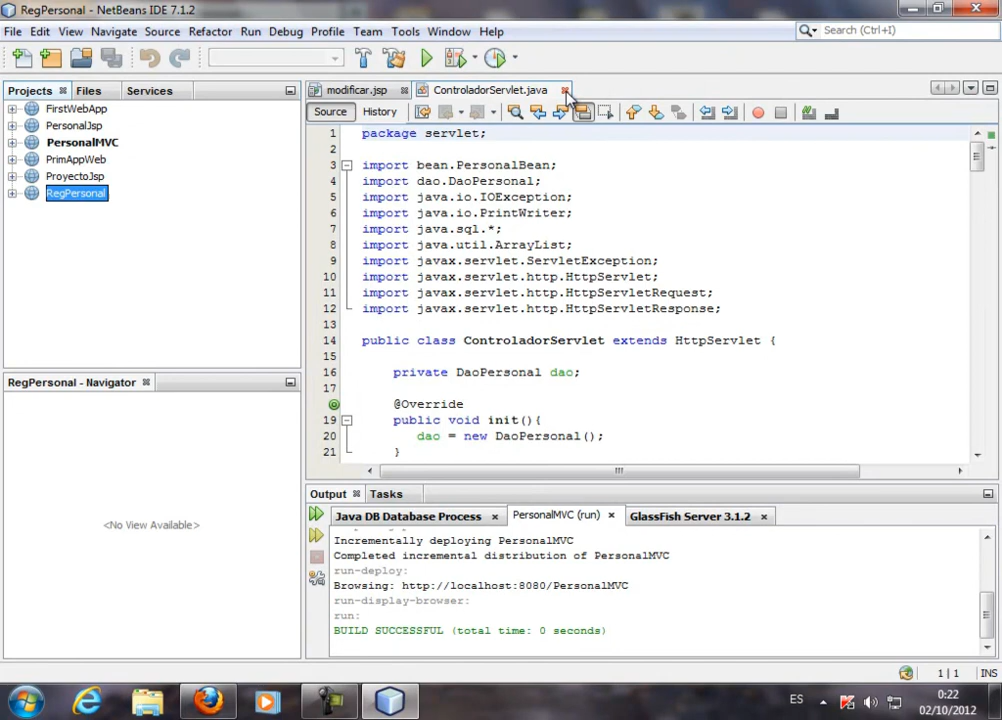 RegPersonal - NetBeans IDE 7.1.2
File Edit View Navigate Source Refactor Run Debug Profile Team Tools Window Help
Search (Ctrl+I)
Projects Files Services
modificar.jsp ControladorServlet.java
FirstWebApp
PersonalJsp
PersonalMVC
PrimAppWeb
ProyectoJsp
RegPersonal
Source History
1 package servlet;
2
3 import bean.PersonalBean;
4 import dao.DaoPersonal;
5 import java.io.IOException;
6 import java.io.PrintWriter;
7 import java.sql.*;
8 import java.util.ArrayList;
9 import javax.servlet.ServletException;
10 import javax.servlet.http.HttpServlet;
11 import javax.servlet.http.HttpServletRequest;
12 import javax.servlet.http.HttpServletResponse;
13
14 public class ControladorServlet extends HttpServlet {
15
16 private DaoPersonal dao;
17
@Override
19 public void init(){
20 dao = new DaoPersonal();
21 }
RegPersonal - Navigator
<No View Available>
Output Tasks
Java DB Database Process PersonalMVC (run) GlassFish Server 3.1.2
Incrementally deploying PersonalMVC
Completed incremental distribution of PersonalMVC
run-deploy:
Browsing: http://localhost:8080/PersonalMVC
run-display-browser:
run:
BUILD SUCCESSFUL (total time: 0 seconds)
1 | 1 INS
ES
0:22
02/10/2012